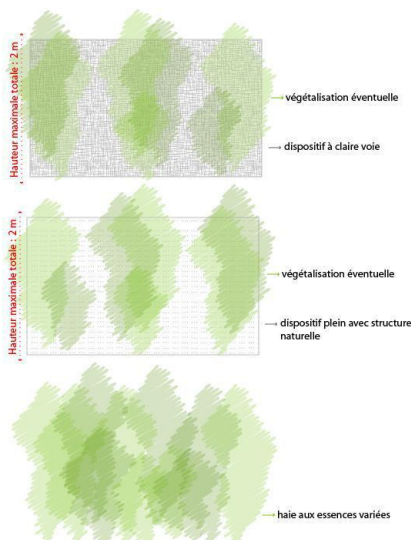 Hauteur maximale totale : 2 m
végétalisation éventuelle
dispositif à claire voie
Hauteur maximale totale : 2 m
végétalisation éventuelle
dispositif plein avec structure
naturelle
haie aux essences variées